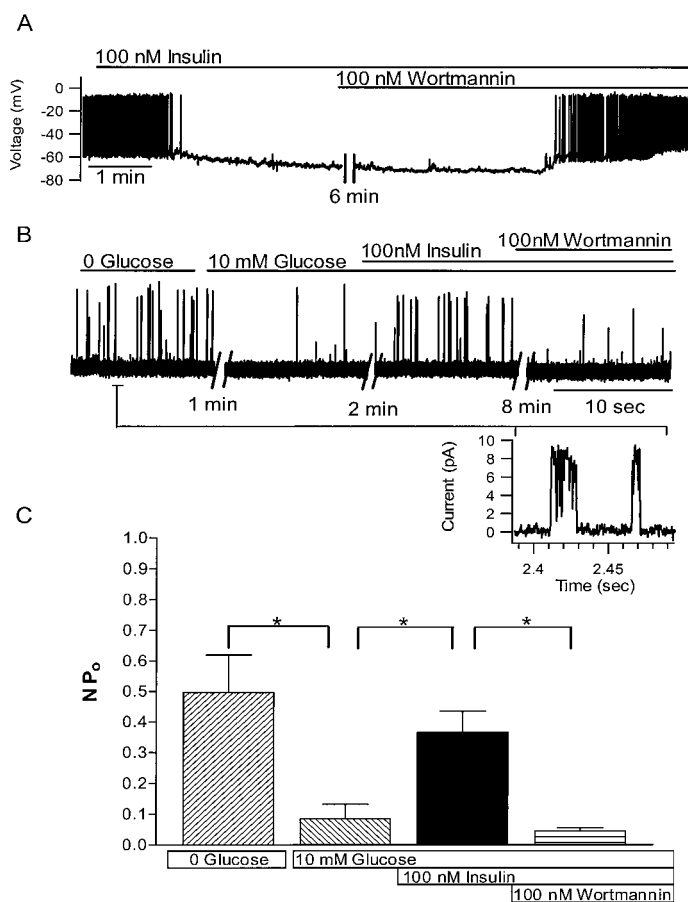 A
100 nM Insulin
100 nM Wortmannin
Voltage (mV)
0
-20
-40
-60
-80
1 min
6 min
B
0 Glucose
10 mM Glucose
100nM Insulin
100nM Wortmannin
1 min
2 min
8 min
10 sec
Current (pA)
10
8
6
4
2
0
2.4
2.45
Time (sec)
C
N Po
1.0
0.9
0.8
0.7
0.6
0.5
0.4
0.3
0.2
0.1
0.0
* * *
0 Glucose
10 mM Glucose
100 nM Insulin
100 nM Wortmannin